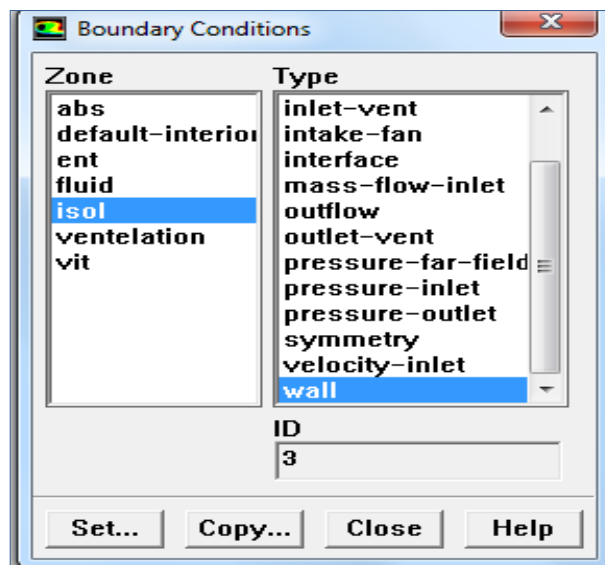 Boundary Conditions
Zone
abs
default-interior
ent
fluid
isol
ventelation
vit
Type
inlet-vent
intake-fan
interface
mass-flow-inlet
outflow
outlet-vent
pressure-far-field
pressure-inlet
pressure-outlet
symmetry
velocity-inlet
wall
ID
3
Set... Copy... Close Help